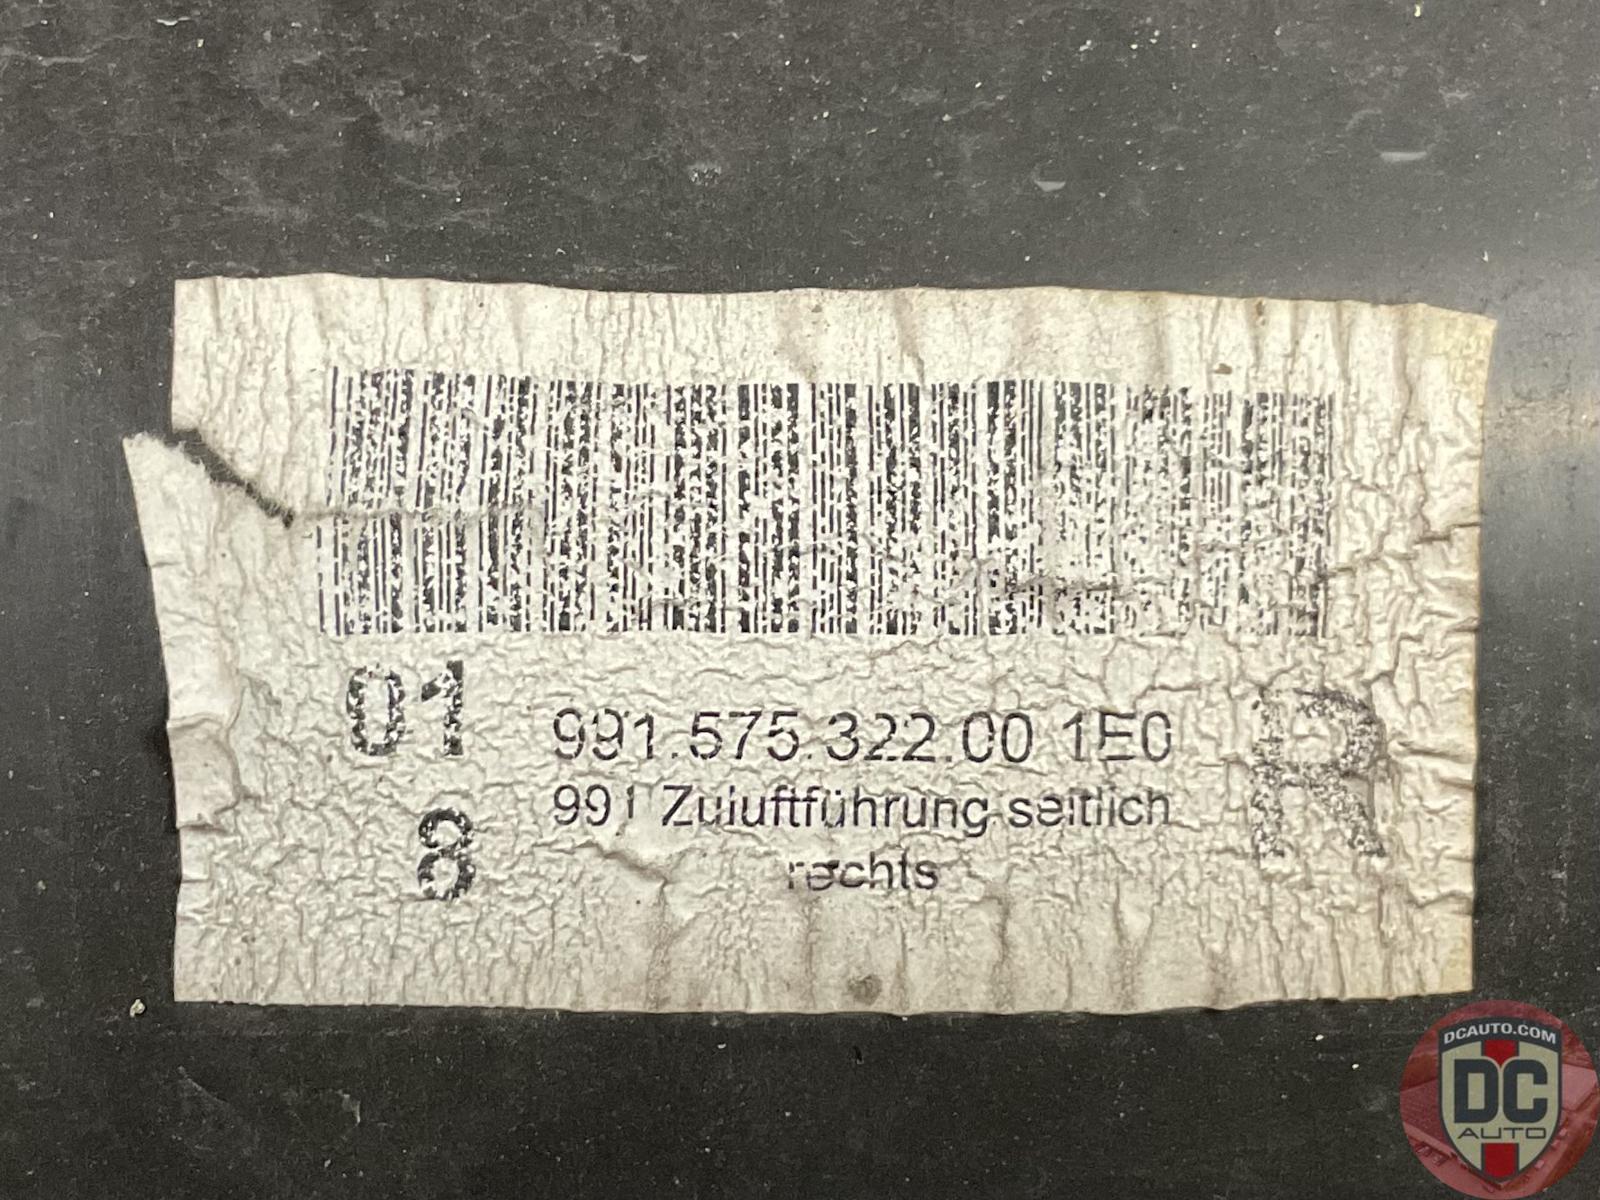 01
991.575.322.00 1E0
R
991 Zuluftführung seitlich
8
rechts
DCAUTO.COM
DC
AUTO